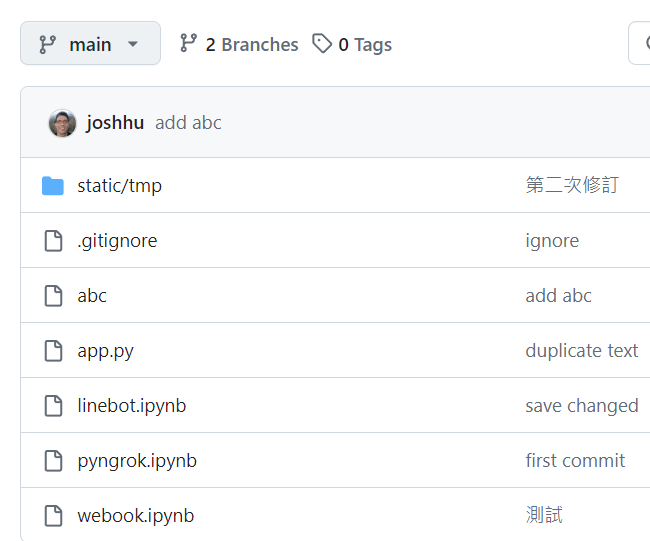 main 2 Branches 0 Tags
joshhu add abc
static/tmp 第二次修訂
.gitignore ignore
abc add abc
app.py duplicate text
linebot.ipynb save changed
pyngrok.ipynb first commit
webook.ipynb 測試